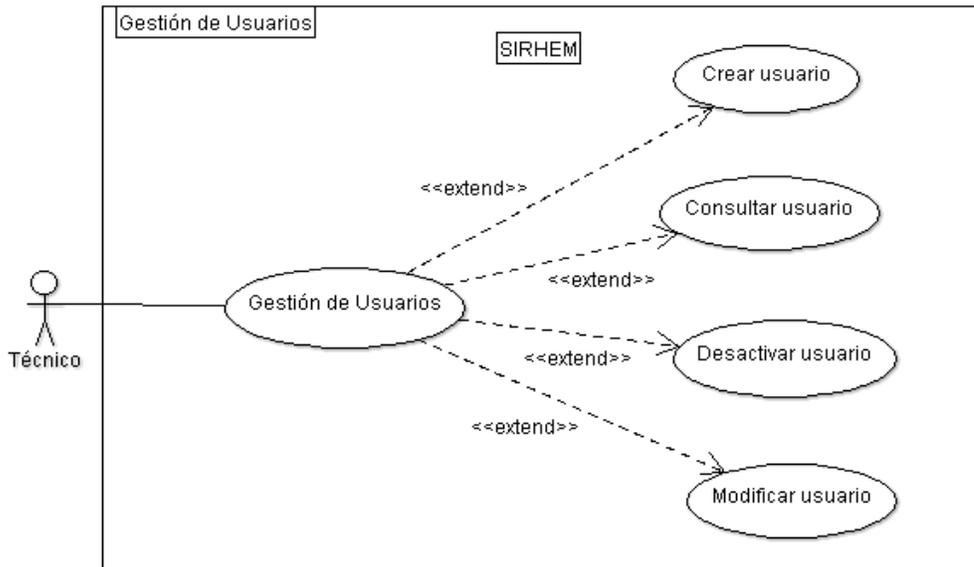 Gestión de Usuarios
SIRHEM
Crear usuario
<<extend>>
Consultar usuario
<<extend>>
Gestión de Usuarios
Técnico
<<extend>>
Desactivar usuario
<<extend>>
Modificar usuario